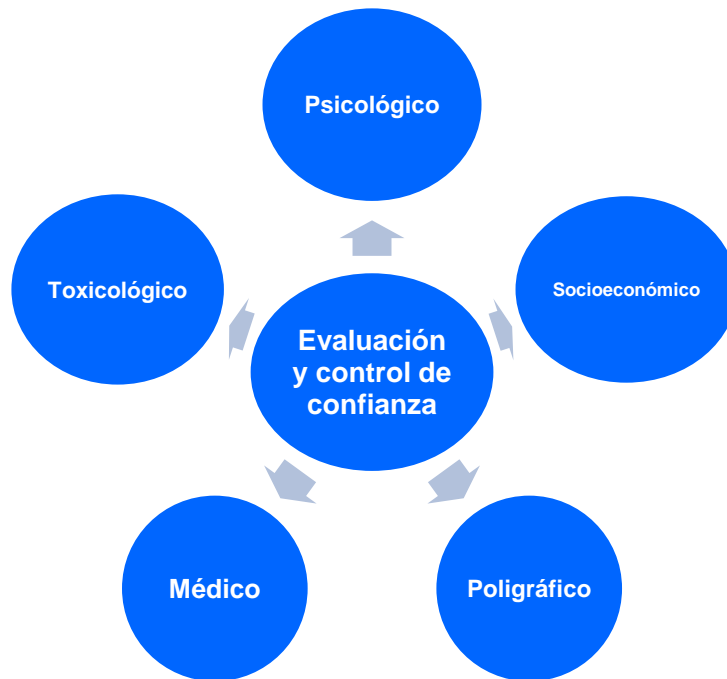 Psicológico
Toxicológico
Socioeconómico
Evaluación
y control de
confianza
Médico
Poligráfico